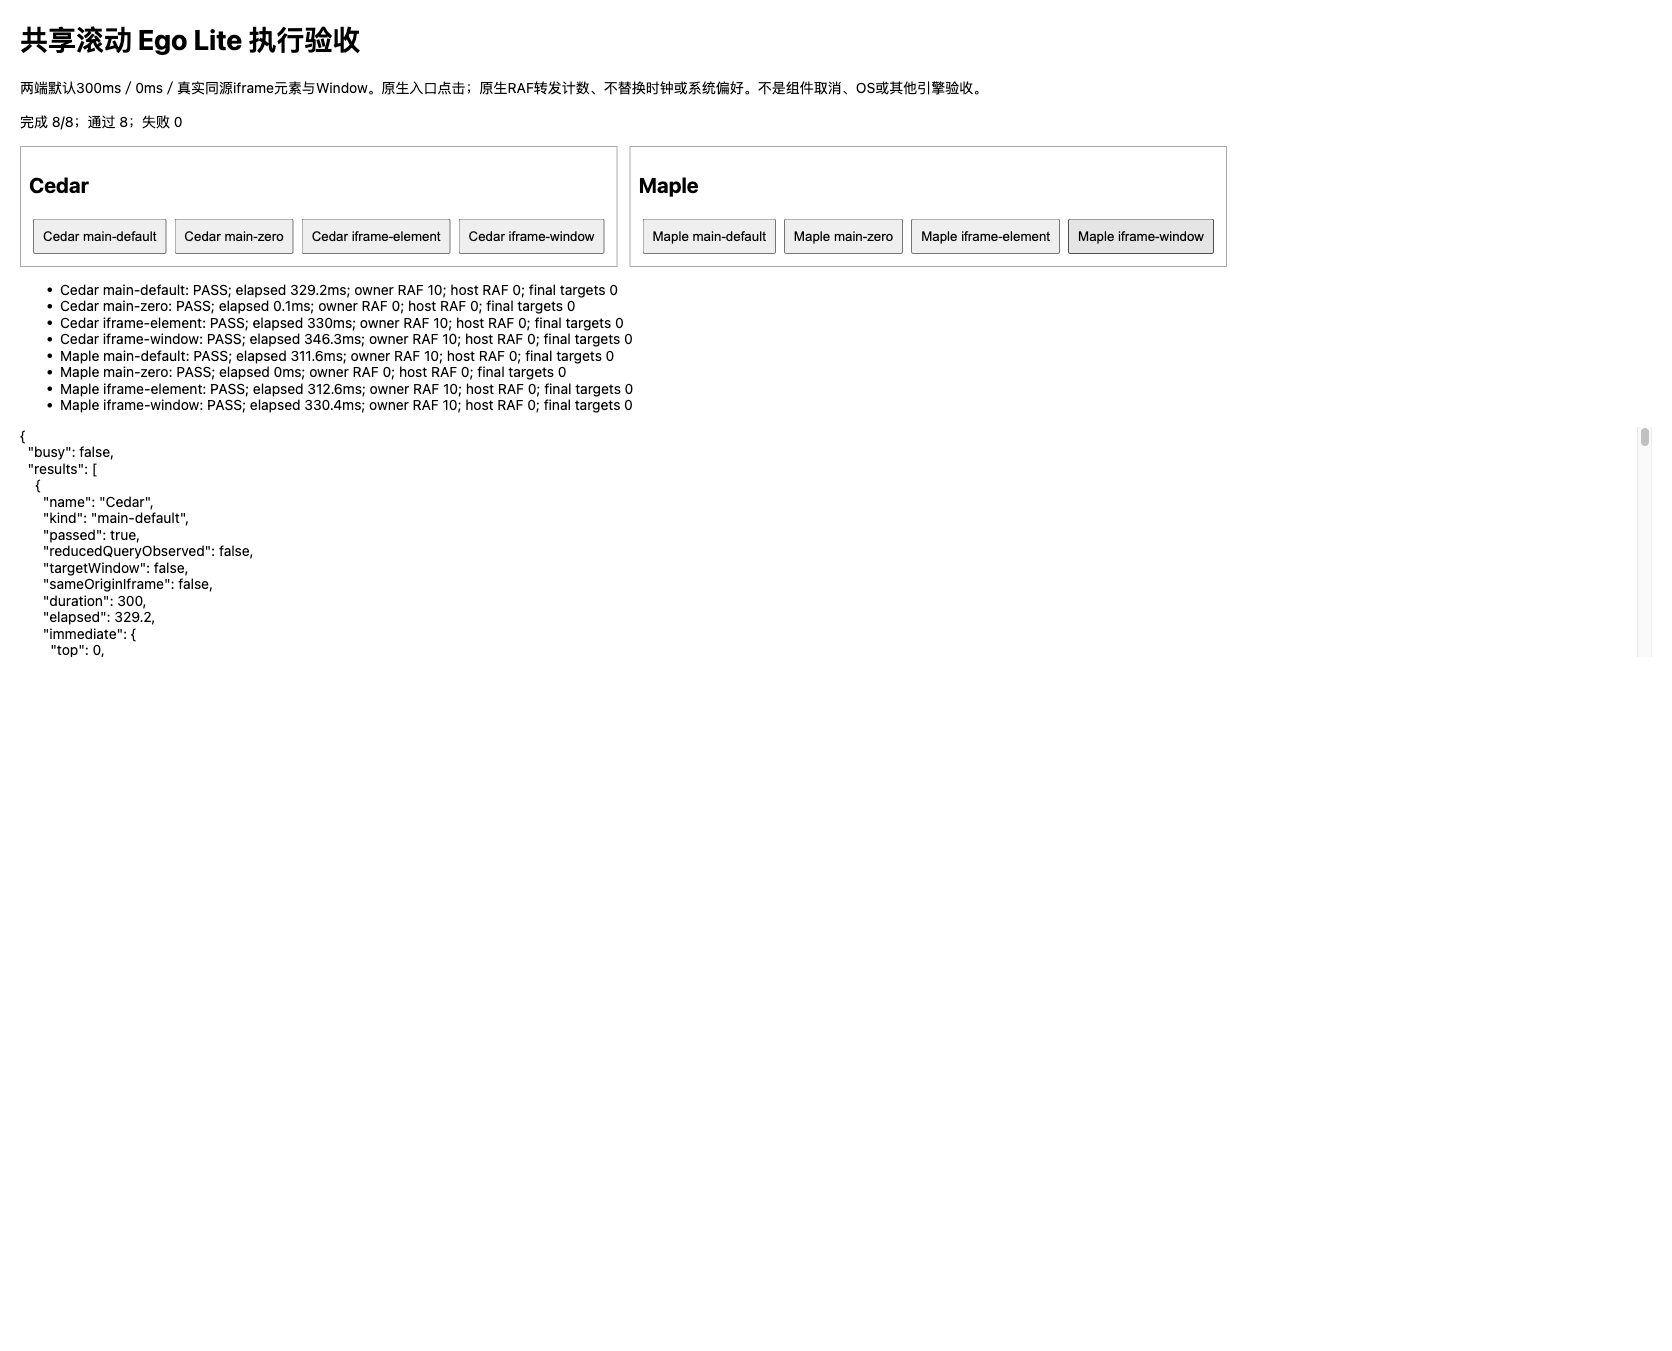 共享滚动 Ego Lite 执行验收
两端默认300ms / 0ms / 真实同源iframe元素与Window。原生入口点击；原生RAF转发计数、不替换时钟或系统偏好。不是组件取消、OS或其他引擎验收。
完成 8/8；通过 8；失败 0
Cedar
Cedar main-default
Cedar main-zero
Cedar iframe-element
Cedar iframe-window
Maple
Maple main-default
Maple main-zero
Maple iframe-element
Maple iframe-window
• Cedar main-default: PASS; elapsed 329.2ms; owner RAF 10; host RAF 0; final targets 0
• Cedar main-zero: PASS; elapsed 0.1ms; owner RAF 0; host RAF 0; final targets 0
• Cedar iframe-element: PASS; elapsed 330ms; owner RAF 10; host RAF 0; final targets 0
• Cedar iframe-window: PASS; elapsed 346.3ms; owner RAF 10; host RAF 0; final targets 0
• Maple main-default: PASS; elapsed 311.6ms; owner RAF 10; host RAF 0; final targets 0
• Maple main-zero: PASS; elapsed 0ms; owner RAF 0; host RAF 0; final targets 0
• Maple iframe-element: PASS; elapsed 312.6ms; owner RAF 10; host RAF 0; final targets 0
• Maple iframe-window: PASS; elapsed 330.4ms; owner RAF 10; host RAF 0; final targets 0
{
"busy": false,
"results": [
{
"name": "Cedar",
"kind": "main-default",
"passed": true,
"reducedQueryObserved": false,
"targetWindow": false,
"sameOriginIframe": false,
"duration": 300,
"elapsed": 329.2,
"immediate": {
"top": 0,